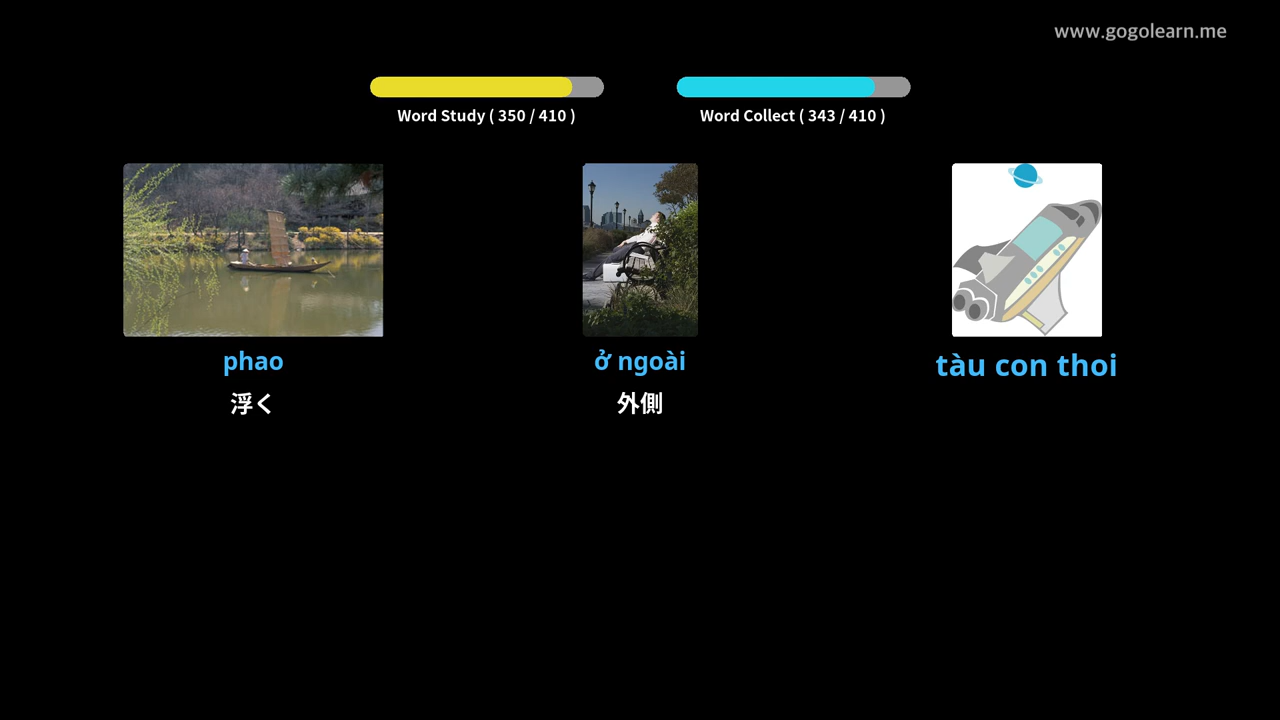 www.gogolearn.me
Word Study ( 350 / 410 )
Word Collect ( 343 / 410 )
phao
浮く
ở ngoài
外側
tàu con thoi